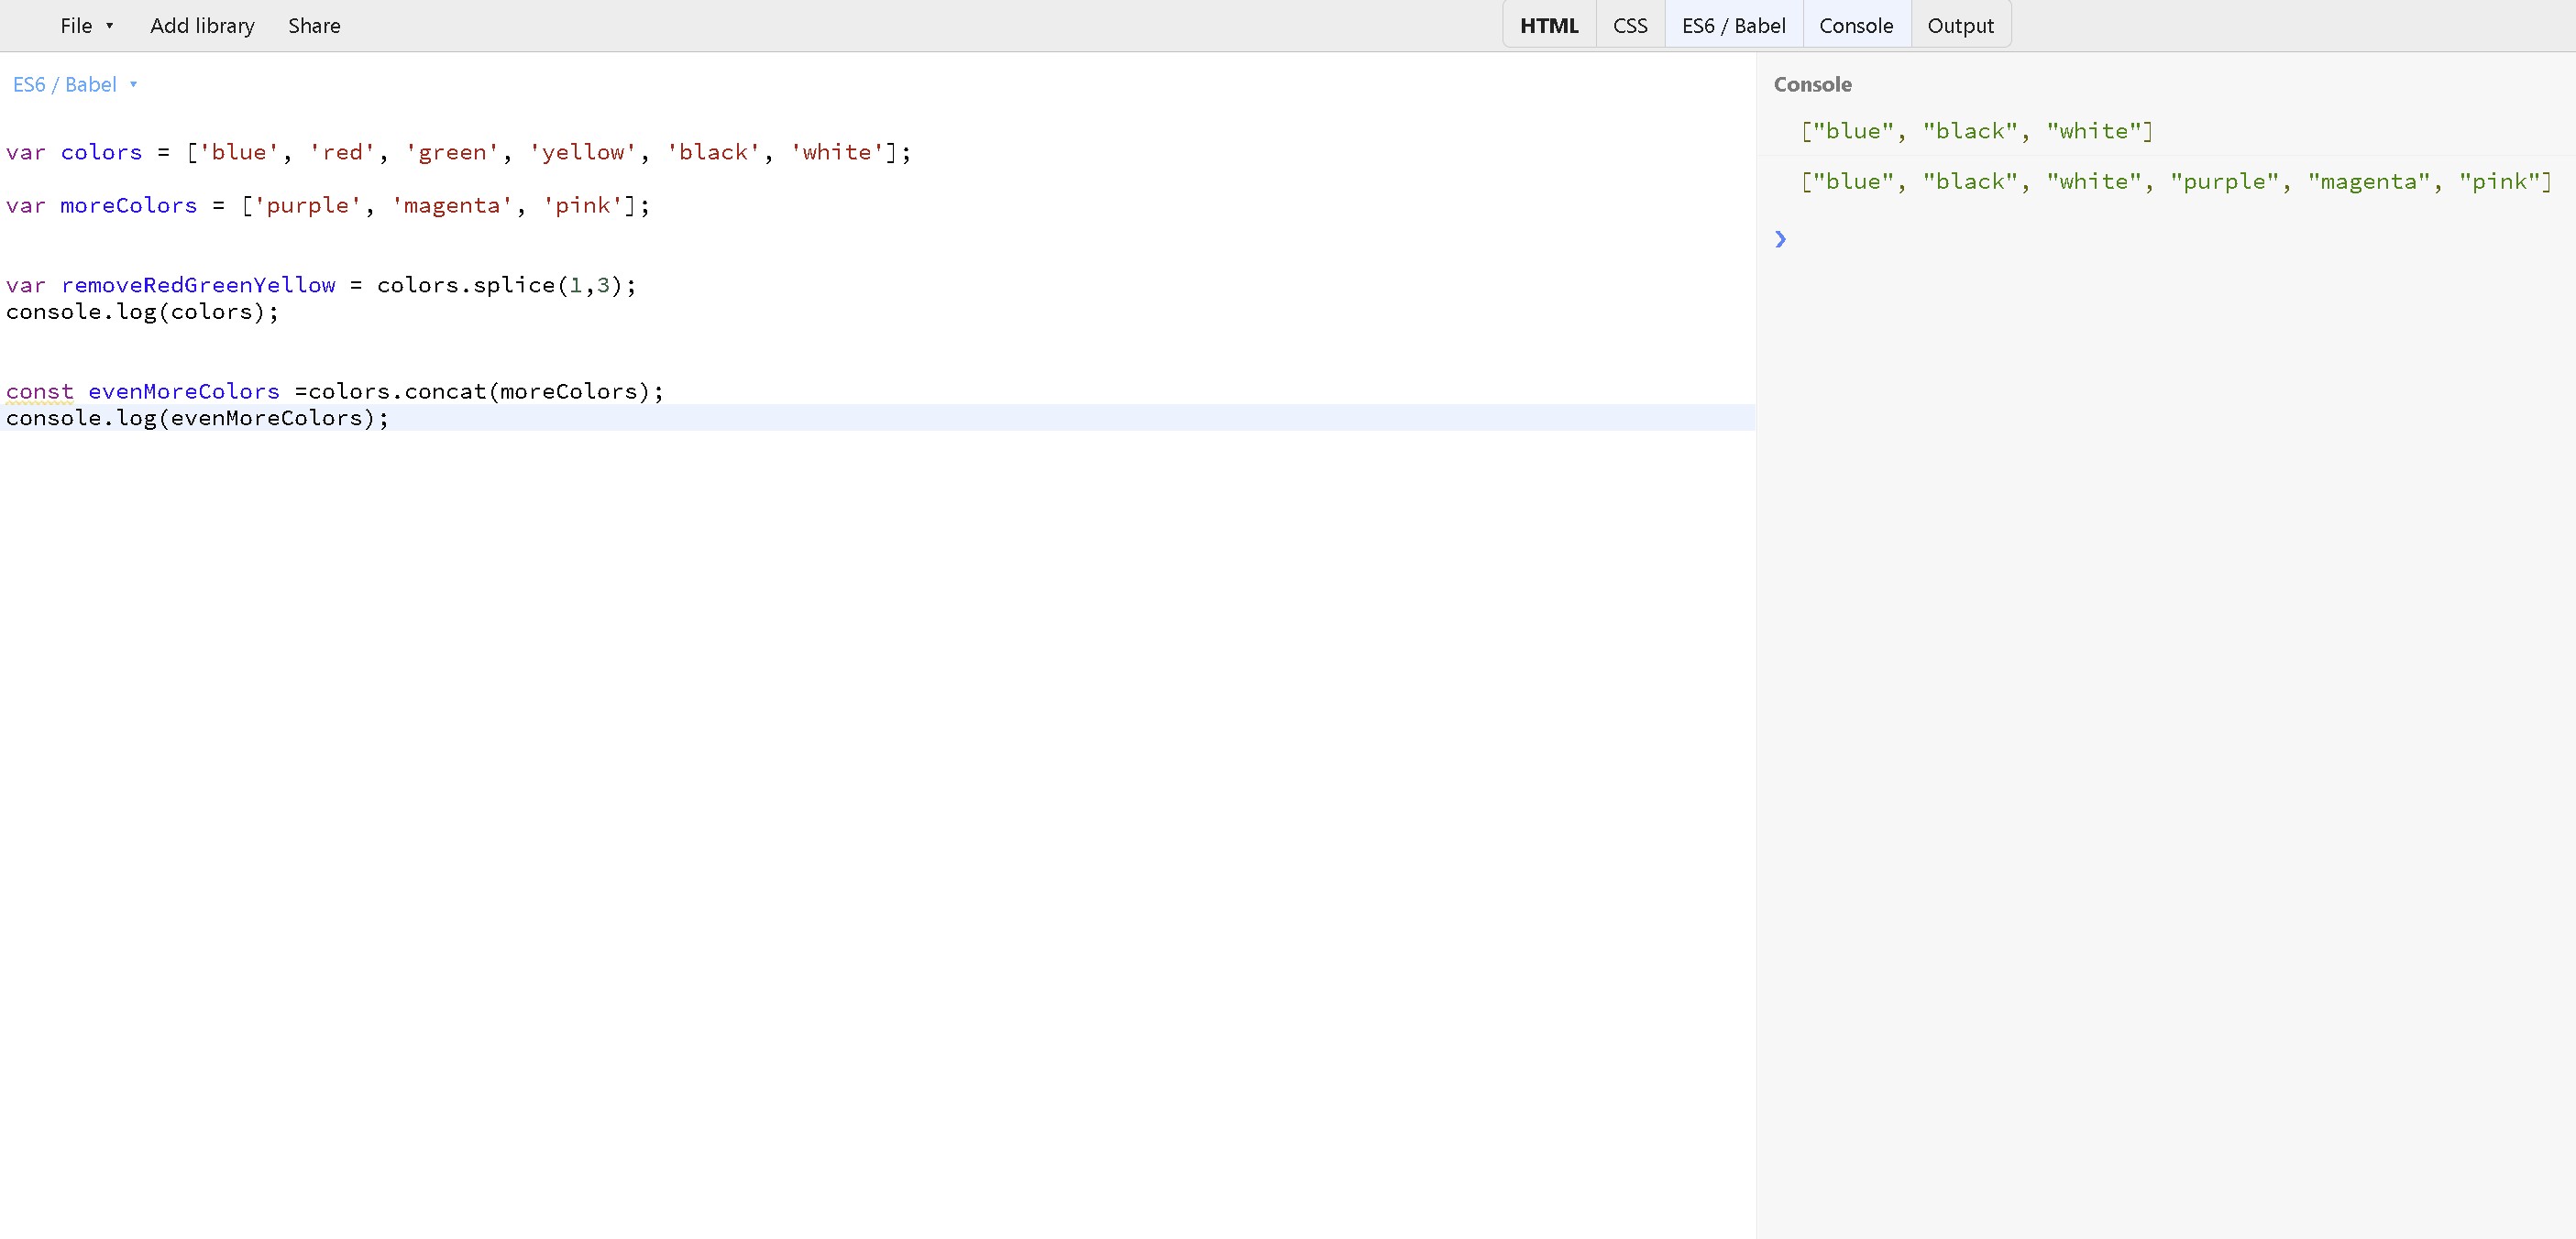 File ▾ Add library Share HTML CSS ES6 / Babel Console Output
ES6 / Babel ▾
var colors = ['blue', 'red', 'green', 'yellow', 'black', 'white'];
var moreColors = ['purple', 'magenta', 'pink'];
var removeRedGreenYellow = colors.splice(1,3);
console.log(colors);
const evenMoreColors =colors.concat(moreColors);
console.log(evenMoreColors);
Console
["blue", "black", "white"]
["blue", "black", "white", "purple", "magenta", "pink"]
❯